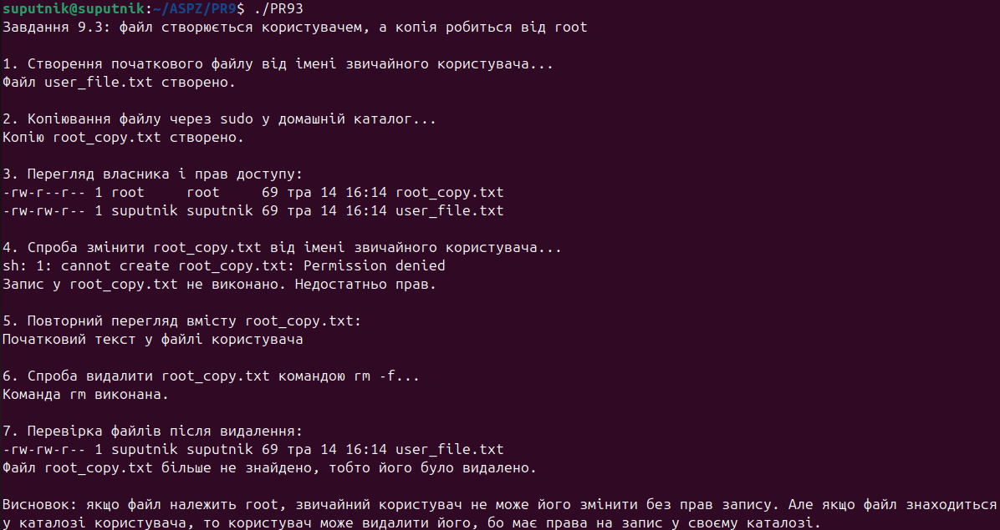 suputnik@suputnik:~/ASPZ/PR9$ ./PR93
Завдання 9.3: файл створюється користувачем, а копія робиться від root
1. Створення початкового файлу від імені звичайного користувача...
Файл user_file.txt створено.
2. Копіювання файлу через sudo у домашній каталог...
Копію root_copy.txt створено.
3. Перегляд власника і прав доступу:
-rw-r--r-- 1 root     root     69 тра 14 16:14 root_copy.txt
-rw-rw-r-- 1 suputnik suputnik 69 тра 14 16:14 user_file.txt
4. Спроба змінити root_copy.txt від імені звичайного користувача...
sh: 1: cannot create root_copy.txt: Permission denied
Запис у root_copy.txt не виконано. Недостатньо прав.
5. Повторний перегляд вмісту root_copy.txt:
Початковий текст у файлі користувача
6. Спроба видалити root_copy.txt командою rm -f...
Команда rm виконана.
7. Перевірка файлів після видалення:
-rw-rw-r-- 1 suputnik suputnik 69 тра 14 16:14 user_file.txt
Файл root_copy.txt більше не знайдено, тобто його було видалено.
Висновок: якщо файл належить root, звичайний користувач не може його змінити без прав запису. Але якщо файл знаходиться
у каталозі користувача, то користувач може видалити його, бо має права на запис у своєму каталозі.